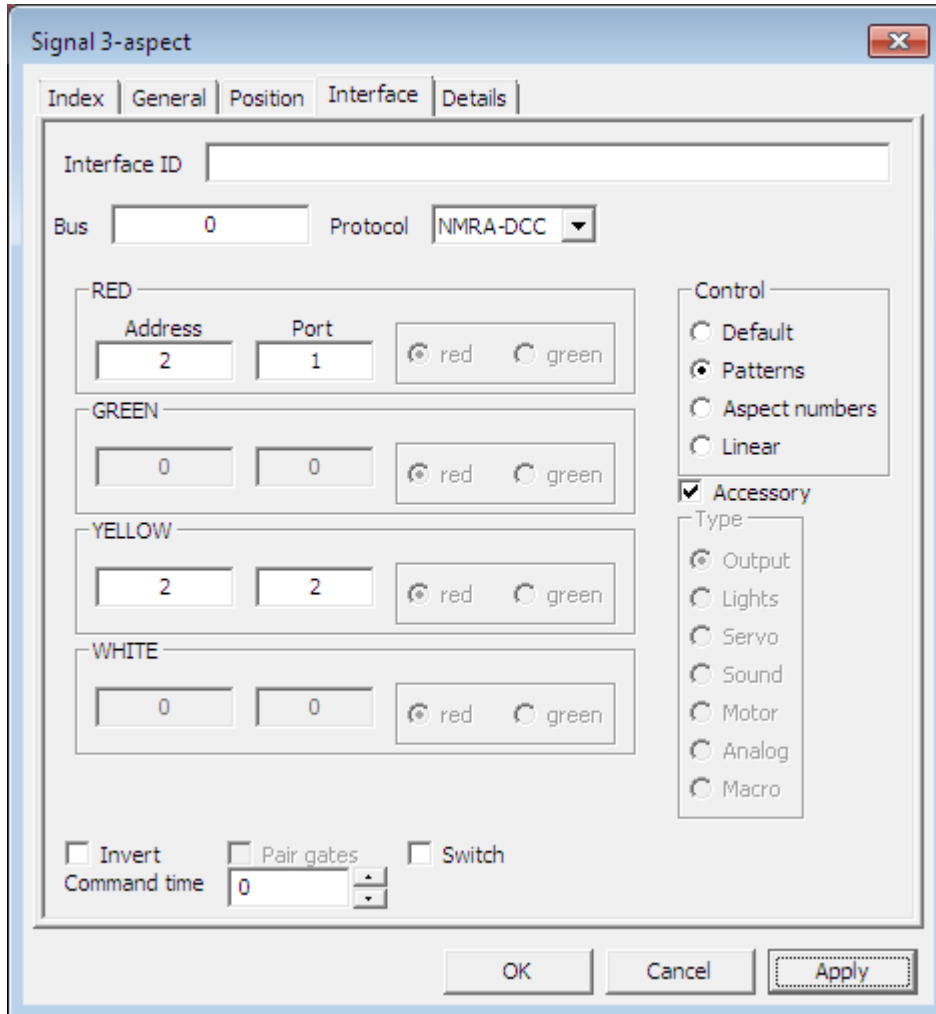 Signal 3-aspect
Index General Position Interface Details
Interface ID
Bus 0 Protocol NMRA-DCC
RED
Address Port
2 1 red green
GREEN
0 0 red green
YELLOW
2 2 red green
WHITE
0 0 red green
Control
Default
Patterns
Aspect numbers
Linear
Accessory
Type
Output
Lights
Servo
Sound
Motor
Analog
Macro
Invert Pair gates Switch
Command time 0
OK Cancel Apply